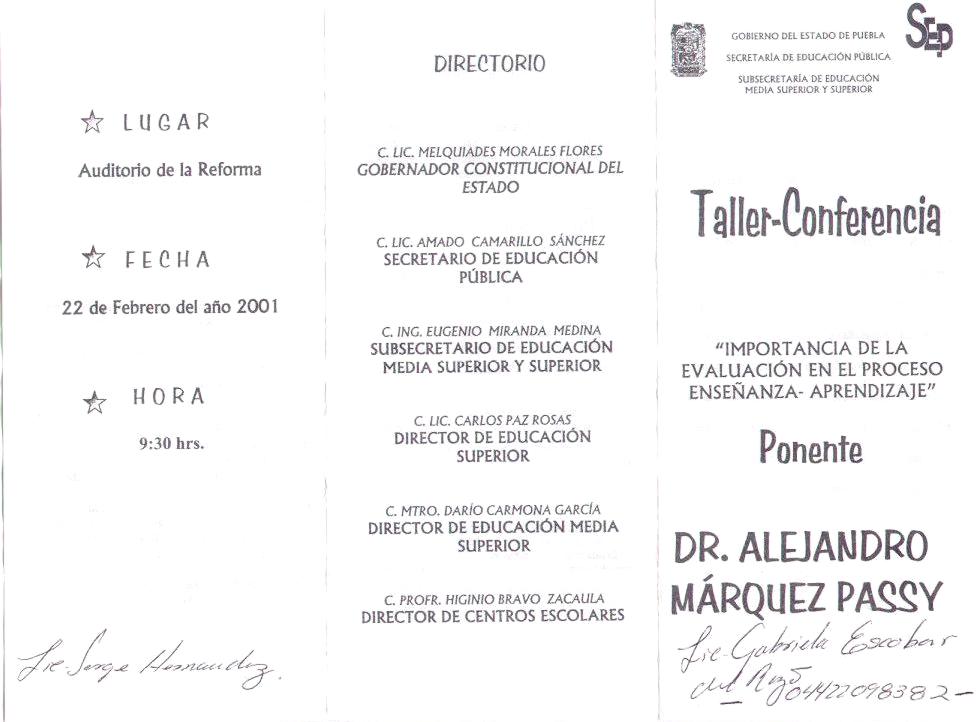 LUGAR
Auditorio de la Reforma
FECHA
22 de Febrero del año 2001
HORA
9:30 hrs.
Lic. Jorge Hernandez.
DIRECTORIO
C. LIC. MELQUIADES MORALES FLORES
GOBERNADOR CONSTITUCIONAL DEL
ESTADO
C. LIC. AMADO CAMARILLO SÁNCHEZ
SECRETARIO DE EDUCACIÓN
PÚBLICA
C. ING. EUGENIO MIRANDA MEDINA
SUBSECRETARIO DE EDUCACIÓN
MEDIA SUPERIOR Y SUPERIOR
C. LIC. CARLOS PAZ ROSAS
DIRECTOR DE EDUCACIÓN
SUPERIOR
C. MTRO. DARÍO CARMONA GARCÍA
DIRECTOR DE EDUCACIÓN MEDIA
SUPERIOR
C. PROFR. HIGINIO BRAVO ZACAULA
DIRECTOR DE CENTROS ESCOLARES
SEP
GOBIERNO DEL ESTADO DE PUEBLA
SECRETARÍA DE EDUCACIÓN PÚBLICA
SUBSECRETARÍA DE EDUCACIÓN
MEDIA SUPERIOR Y SUPERIOR
Taller-Conferencia
“IMPORTANCIA DE LA
EVALUACIÓN EN EL PROCESO
ENSEÑANZA- APRENDIZAJE”
Ponente
DR. ALEJANDRO
MÁRQUEZ PASSY
Lic. Gabriela Escobar
del Razo 04422098382-